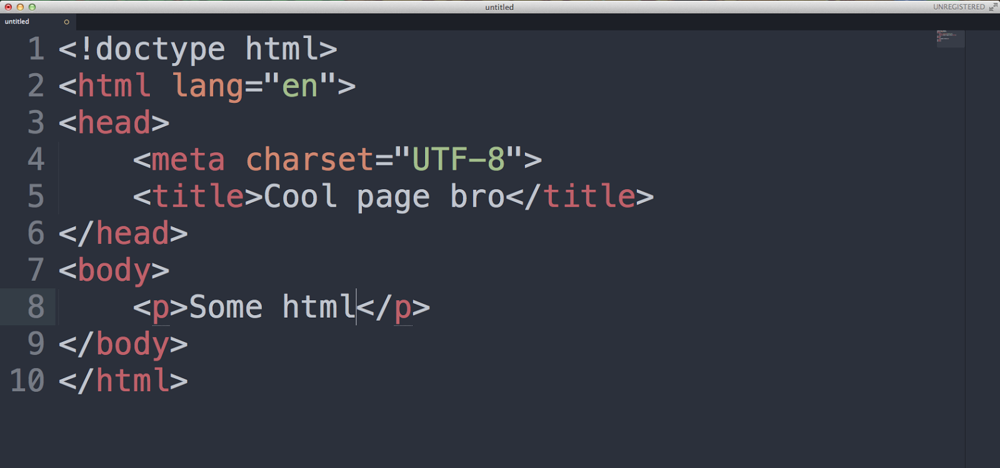 untitled
UNREGISTERED
untitled
1 <!doctype html>
2 <html lang="en">
3 <head>
4     <meta charset="UTF-8">
5     <title>Cool page bro</title>
6 </head>
7 <body>
8     <p>Some html</p>
9 </body>
10 </html>